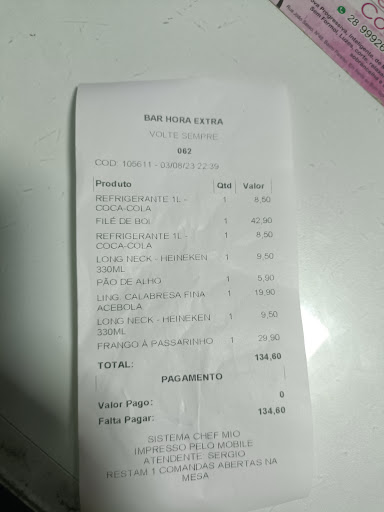 BAR HORA EXTRA
VOLTE SEMPRE
062
COD: 105611 - 03/06/23 22:39
Produto Qtd Valor
REFRIGERANTE 1L - 1 8,50
COCA-COLA
FILÉ DE BOI 1 42,90
REFRIGERANTE 1L - 1 8,50
COCA-COLA
LONG NECK - HEINEKEN 1 9,50
330ML
PÃO DE ALHO 1 5,90
LING. CALABRESA FINA 1 19,90
ACEBOLA
LONG NECK - HEINEKEN 1 9,50
330ML
FRANGO Á PASSARINHO 1 29,90
TOTAL: 134,60
PAGAMENTO
Valor Pago: 0
Falta Pagar: 134,60
SISTEMA CHEF MIO
IMPRESSO PELO MOBILE
ATENDENTE: SERGIO
RESTAM 1 COMANDAS ABERTAS NA
MESA
CO
28 9992